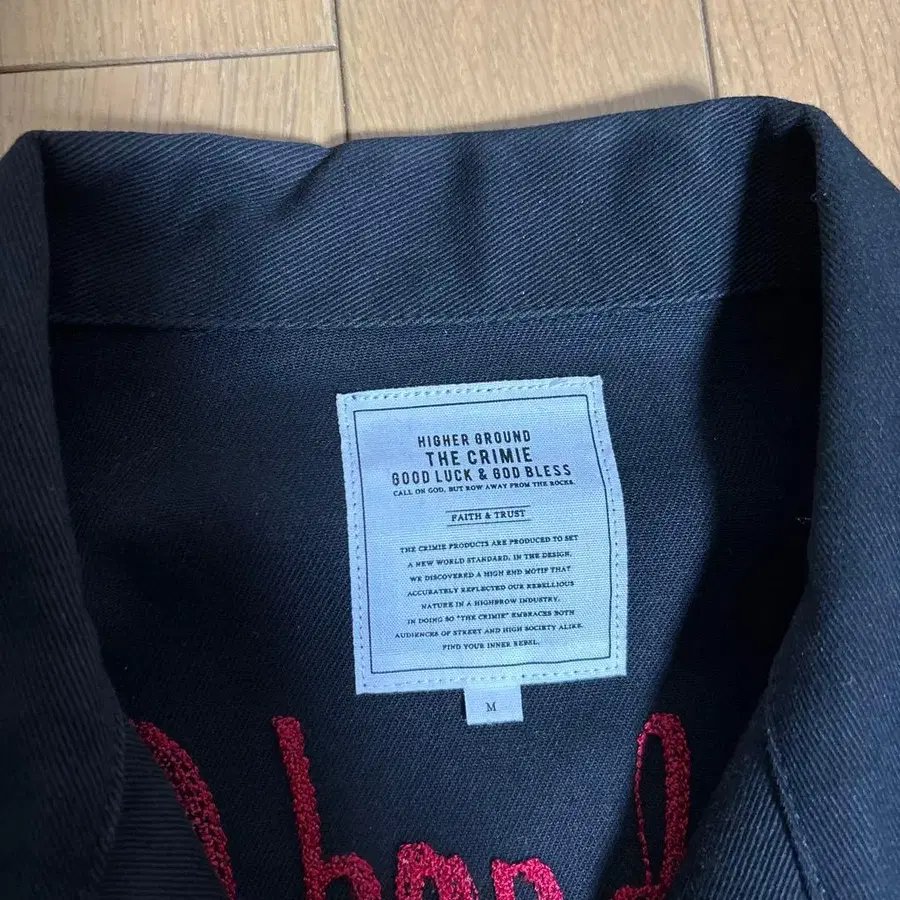 HIGHER GROUND
THE CRIMIE
GOOD LUCK & GOD BLESS
CALL ON GOD, BUT ROW AWAY FROM THE ROCKS.
FAITH & TRUST
THE CRIMIE PRODUCTS ARE PRODUCED TO SET
A NEW WORLD STANDARD, IN THE DESIGN,
WE DISCOVERED A HIGH END MOTIF THAT
ACCURATELY REFLECTED OUR REBELLIOUS
NATURE IN A HIGHBROW INDUSTRY,
IN DOING SO "THE CRIMIE" EMBRACES BOTH
AUDIENCES OF STREET AND HIGH SOCIETY ALIKE.
FIND YOUR INNER REBEL.
M